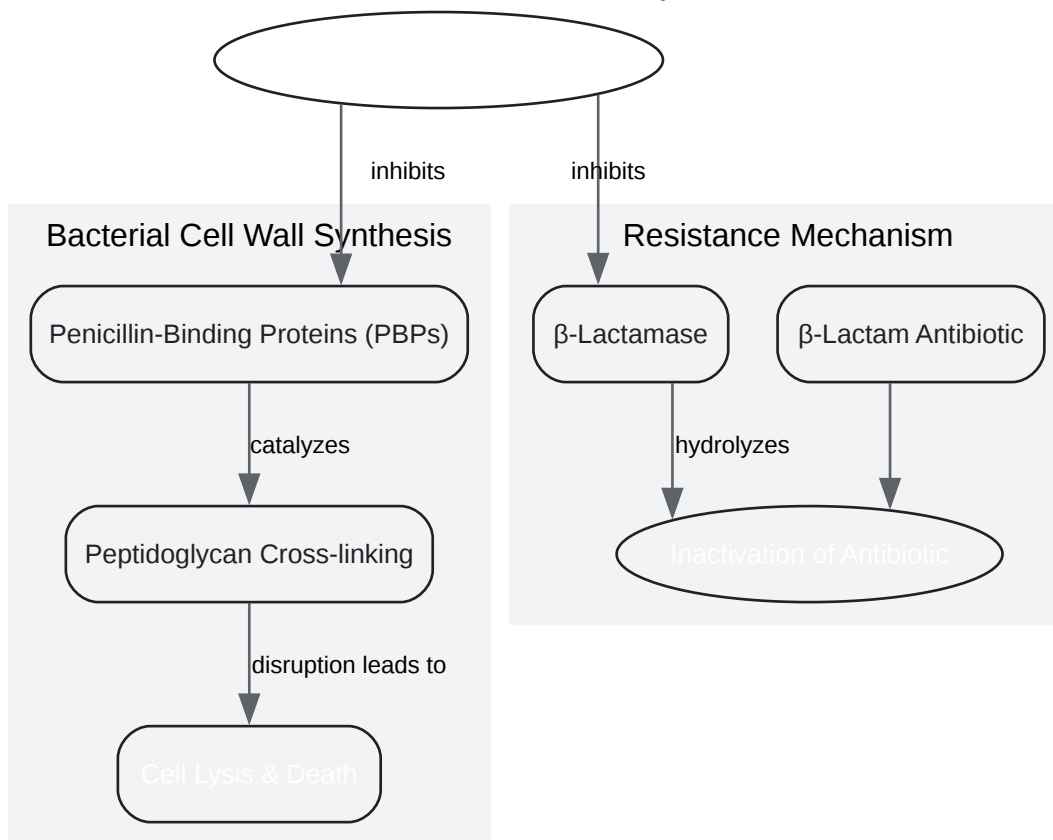 inhibits
inhibits
Bacterial Cell Wall Synthesis
Resistance Mechanism
Penicillin-Binding Proteins (PBPs)
β-Lactamase
β-Lactam Antibiotic
catalyzes
hydrolyzes
Peptidoglycan Cross-linking
Inactivation of Antibiotic
disruption leads to
Cell Lysis & Death